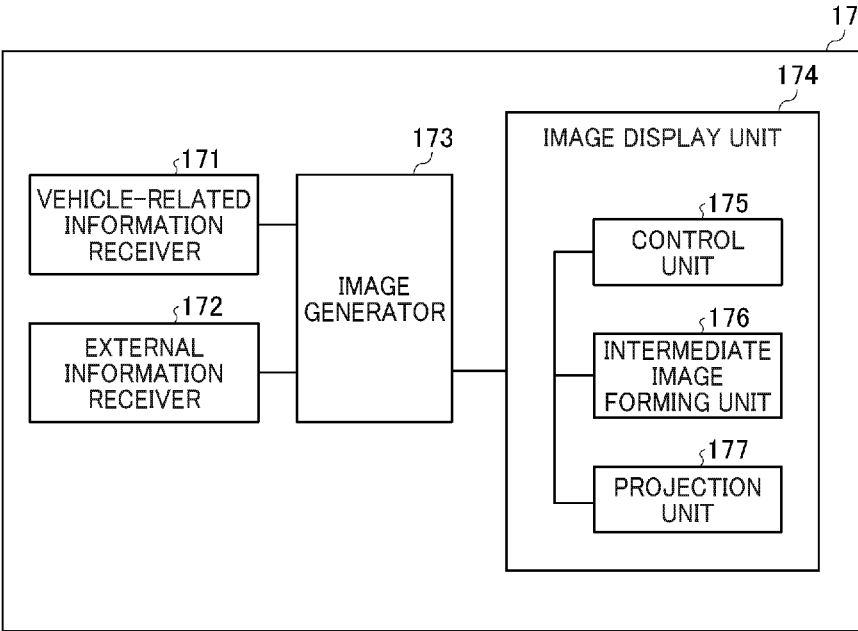 17
174
IMAGE DISPLAY UNIT
171
VEHICLE-RELATED
INFORMATION
RECEIVER
173
IMAGE
GENERATOR
172
EXTERNAL
INFORMATION
RECEIVER
175
CONTROL
UNIT
176
INTERMEDIATE
IMAGE
FORMING UNIT
177
PROJECTION
UNIT